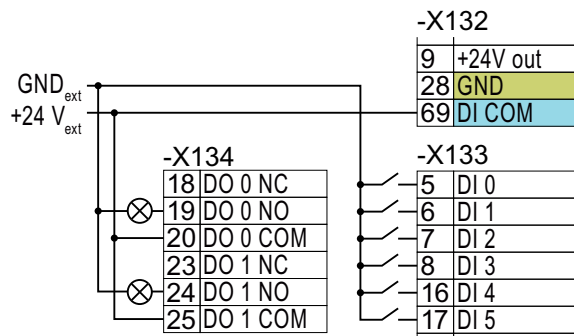 -X132
9 +24V out
28 GND
69 DI COM
GNDext
+24 Vext
-X134
18 DO 0 NC
19 DO 0 NO
20 DO 0 COM
23 DO 1 NC
24 DO 1 NO
25 DO 1 COM
-X133
5 DI 0
6 DI 1
7 DI 2
8 DI 3
16 DI 4
17 DI 5